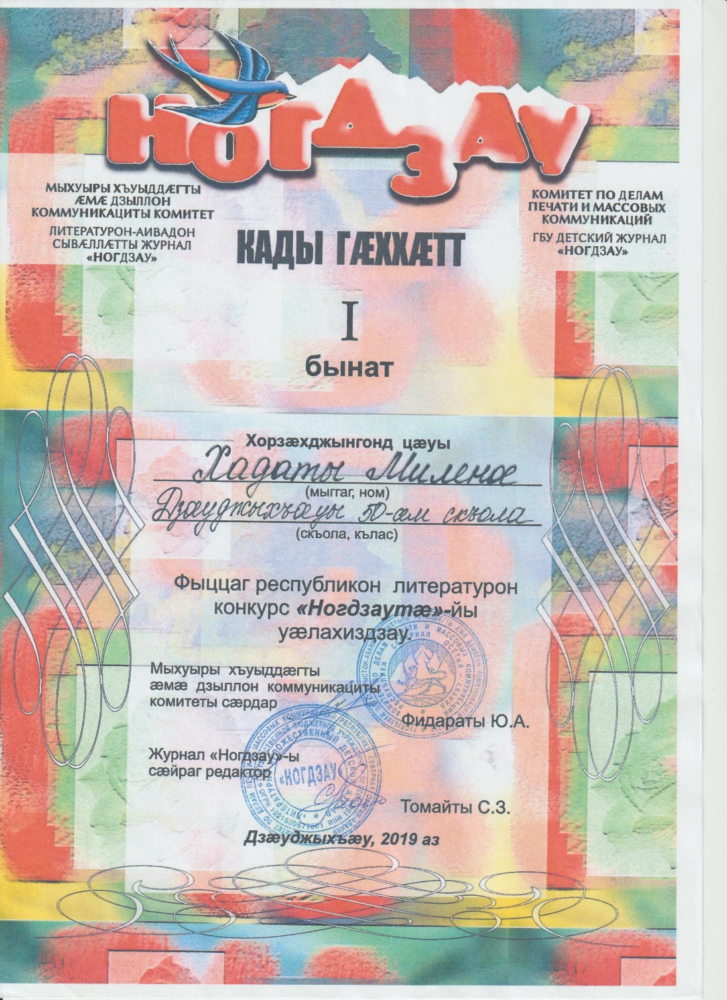 НОГДЗАУ
МЫХУЫРЫ ХЪУЫДДÆГТЫ
ÆМÆ ДЗЫЛЛОН
КОММУНИКАЦИТЫ КОМИТЕТ
ЛИТЕРАТУРОН-АИВАДОН
СЫВÆЛЛÆТТЫ ЖУРНАЛ
«НОГДЗАУ»
КОМИТЕТ ПО ДЕЛАМ
ПЕЧАТИ И МАССОВЫХ
КОММУНИКАЦИЙ
ГБУ ДЕТСКИЙ ЖУРНАЛ
«НОГДЗАУ»
КАДЫ ГÆХХÆТТ
I
бынат
Хорзæхджынгонд цæуы
Хадаты Миленæ
(мыггаг, ном)
Дзæуджыхъæуы 50-æм скъола
(скъола, кълас)
Фыццаг республикон литературон
конкурс «Ногдзаутæ»-йы
уæлахиздзау.
Мыхуыры хъуыддæгты
æмæ дзыллон коммуникациты
комитеты сæрдар
Фидараты Ю.А.
Журнал «Ногдзау»-ы
сæйраг редактор
«НОГДЗАУ»
Томайты С.З.
Дзæуджыхъæу, 2019 аз